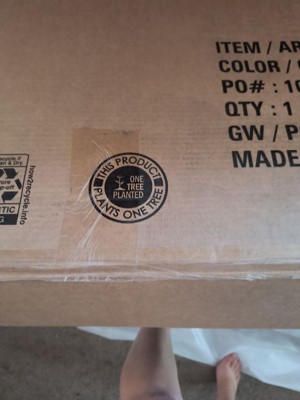 ITEM / AR
COLOR /
PO# : 10
QTY : 1
GW / P
MADE
THIS PRODUCT
ONE
TREE
PLANTED
PLANTS ONE TREE
how2recycle.info